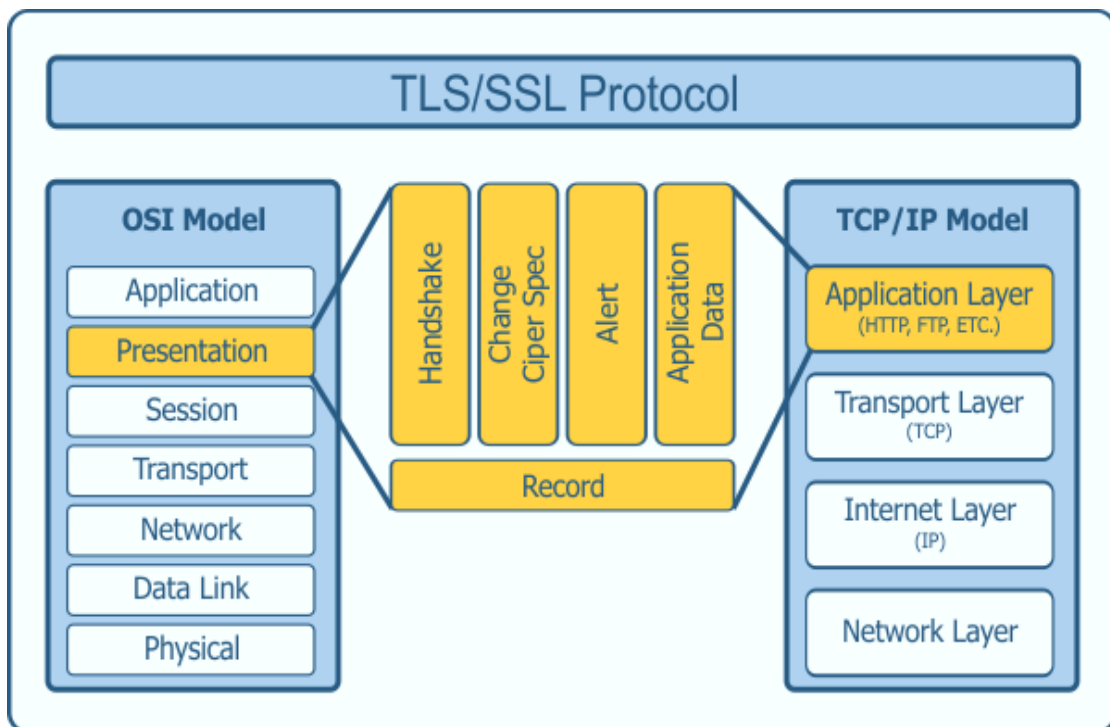 TLS/SSL Protocol
OSI Model
Application
Presentation
Session
Transport
Network
Data Link
Physical
Handshake
Change
Ciper Spec
Alert
Application
Data
Record
TCP/IP Model
Application Layer
(HTTP, FTP, ETC.)
Transport Layer
(TCP)
Internet Layer
(IP)
Network Layer